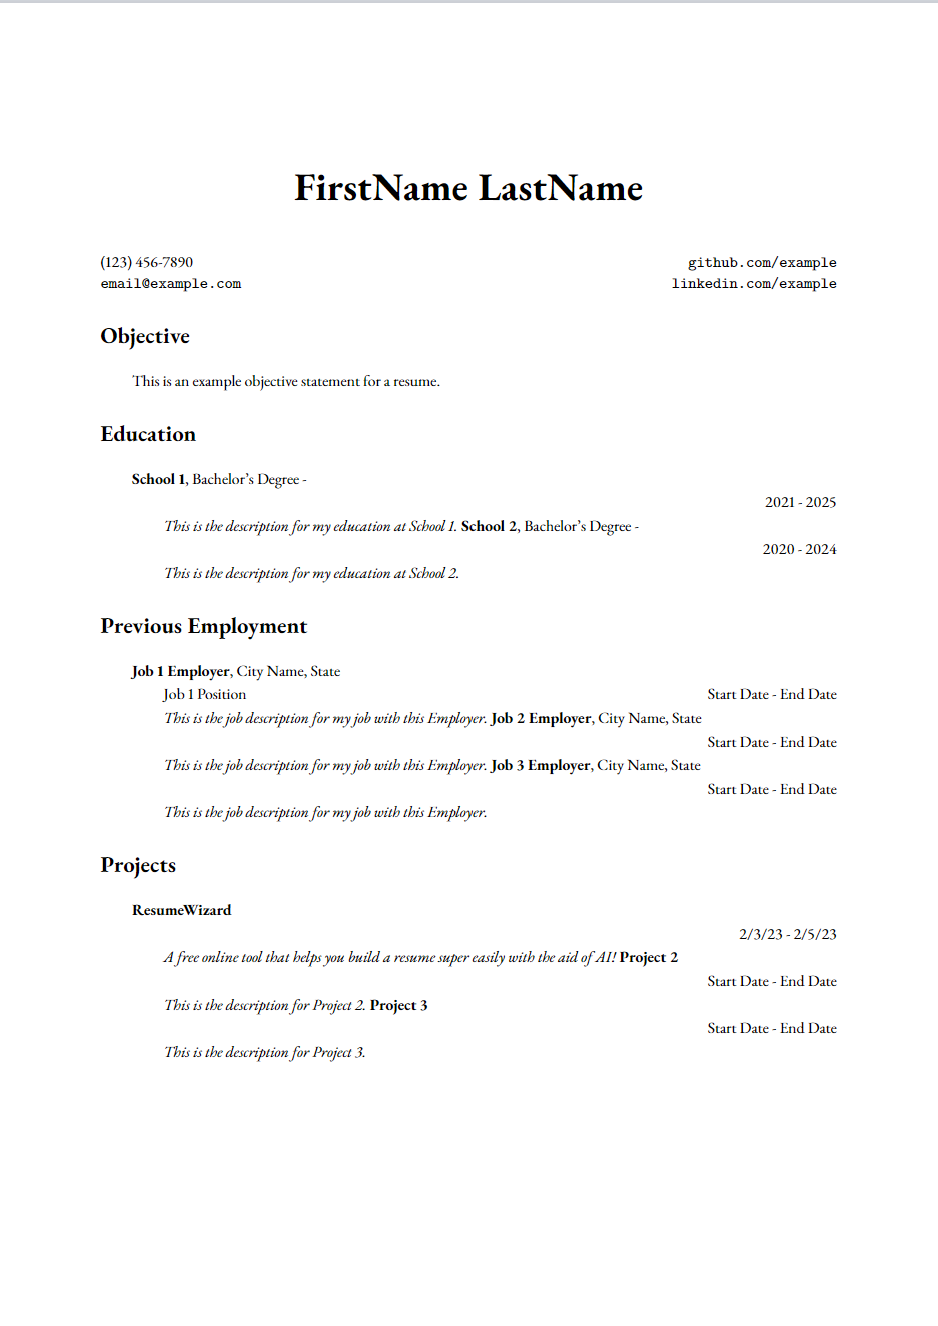 FirstName LastName
(123) 456-7890 github.com/example
email@example.com linkedin.com/example
Objective
This is an example objective statement for a resume.
Education
School 1, Bachelor’s Degree -
2021 - 2025
This is the description for my education at School 1. School 2, Bachelor’s Degree -
2020 - 2024
This is the description for my education at School 2.
Previous Employment
Job 1 Employer, City Name, State
Job 1 Position Start Date - End Date
This is the job description for my job with this Employer. Job 2 Employer, City Name, State
Start Date - End Date
This is the job description for my job with this Employer. Job 3 Employer, City Name, State
Start Date - End Date
This is the job description for my job with this Employer.
Projects
ResumeWizard
2/3/23 - 2/5/23
A free online tool that helps you build a resume super easily with the aid of AI! Project 2
Start Date - End Date
This is the description for Project 2. Project 3
Start Date - End Date
This is the description for Project 3.